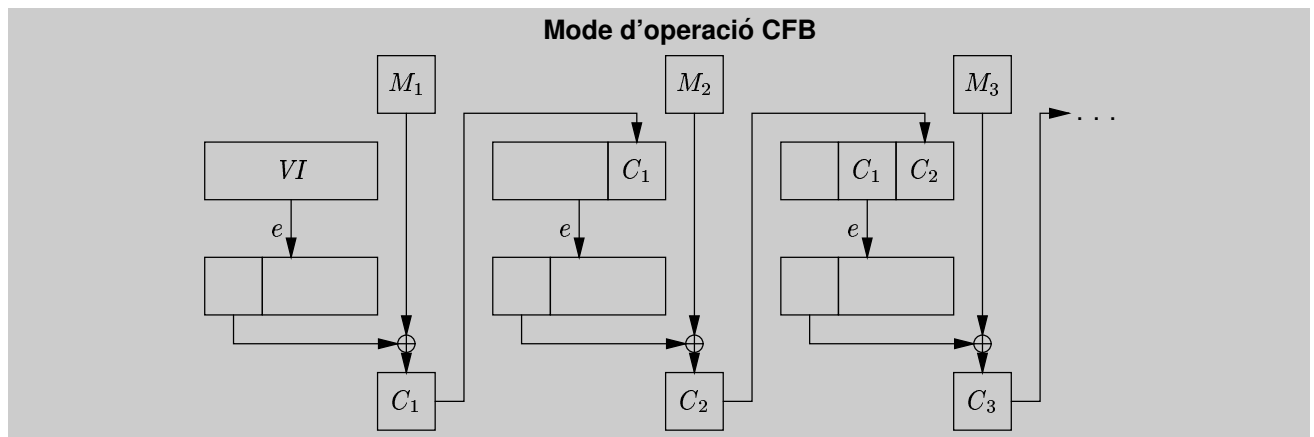 Mode d’operació CFB
M₁ M₂ M₃
. . .
VI C₁ C₁ C₂
e e e
C₁ C₂ C₃